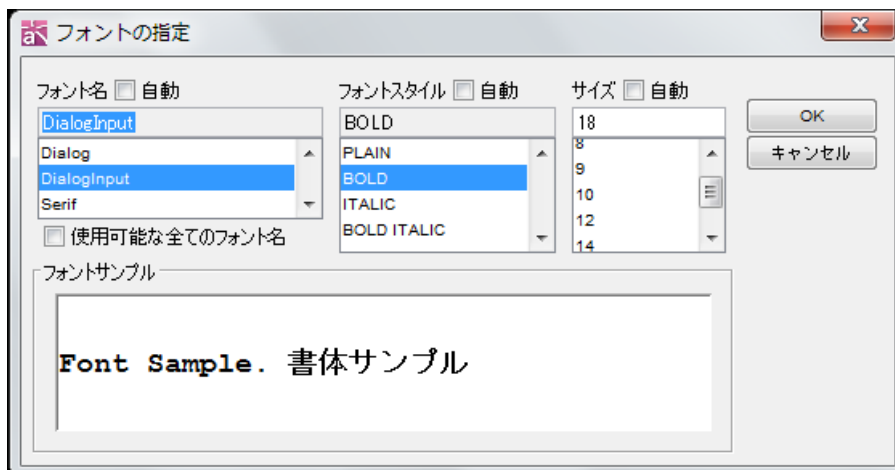 フォントの指定
フォント名 自動 フォントスタイル 自動 サイズ 自動
DialogInput BOLD 18 OK
Dialog PLAIN 8 キャンセル
DialogInput BOLD 9
Serif ITALIC 10
BOLD ITALIC 12
使用可能な全てのフォント名 14
フォントサンプル
Font Sample. 書体サンプル